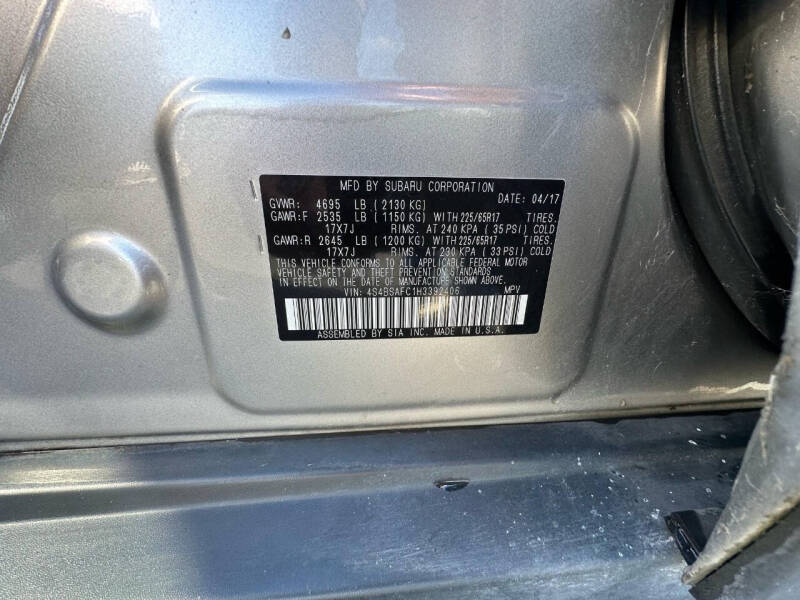 MFD BY SUBARU CORPORATION
GVWR: 4695 LB (2130 KG) DATE: 04/17
GAWR:F 2535 LB (1150 KG) WITH 225/65R17 TIRES.
17X7J RIMS. AT 240 KPA (35 PSI) COLD
GAWR:R 2645 LB (1200 KG) WITH 225/65R17 TIRES.
17X7J RIMS. AT 230 KPA (33 PSI) COLD
THIS VEHICLE CONFORMS TO ALL APPLICABLE FEDERAL MOTOR
VEHICLE SAFETY AND THEFT PREVENTION STANDARDS
IN EFFECT ON THE DATE OF MANUFACTURE SHOWN ABOVE.
VIN: 4S4BSAFC1H3392406 MPV
ASSEMBLED BY SIA INC. MADE IN U.S.A.